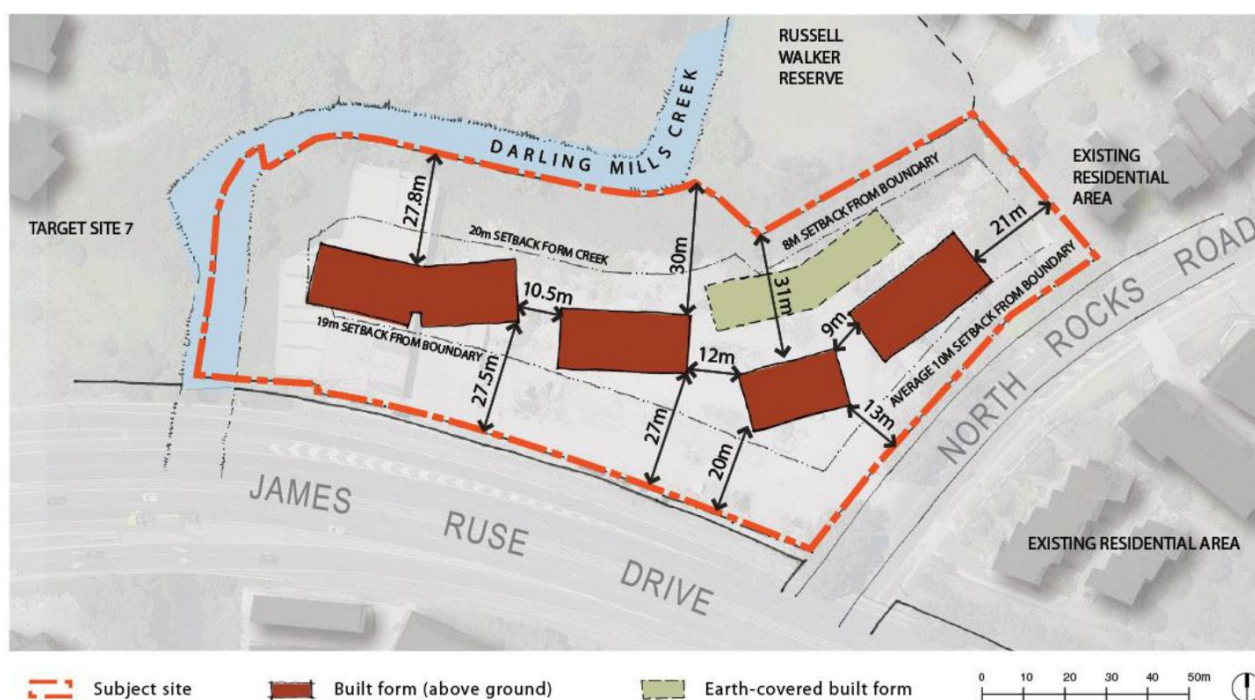 RUSSELL
WALKER
RESERVE
DARLING MILLS CREEK
EXISTING
RESIDENTIAL
AREA
TARGET SITE 7
27.8m
20m SETBACK FORM CREEK
30m
8M SETBACK FROM BOUNDARY
21m
31m
10.5m
19m SETBACK FROM BOUNDARY
27.5m
12m
9m
AVERAGE 10M SETBACK FROM BOUNDARY
27m
20m
13m
NORTH ROCKS ROAD
JAMES RUSE DRIVE
EXISTING RESIDENTIAL AREA
Subject site
Built form (above ground)
Earth-covered built form
0 10 20 30 40 50m